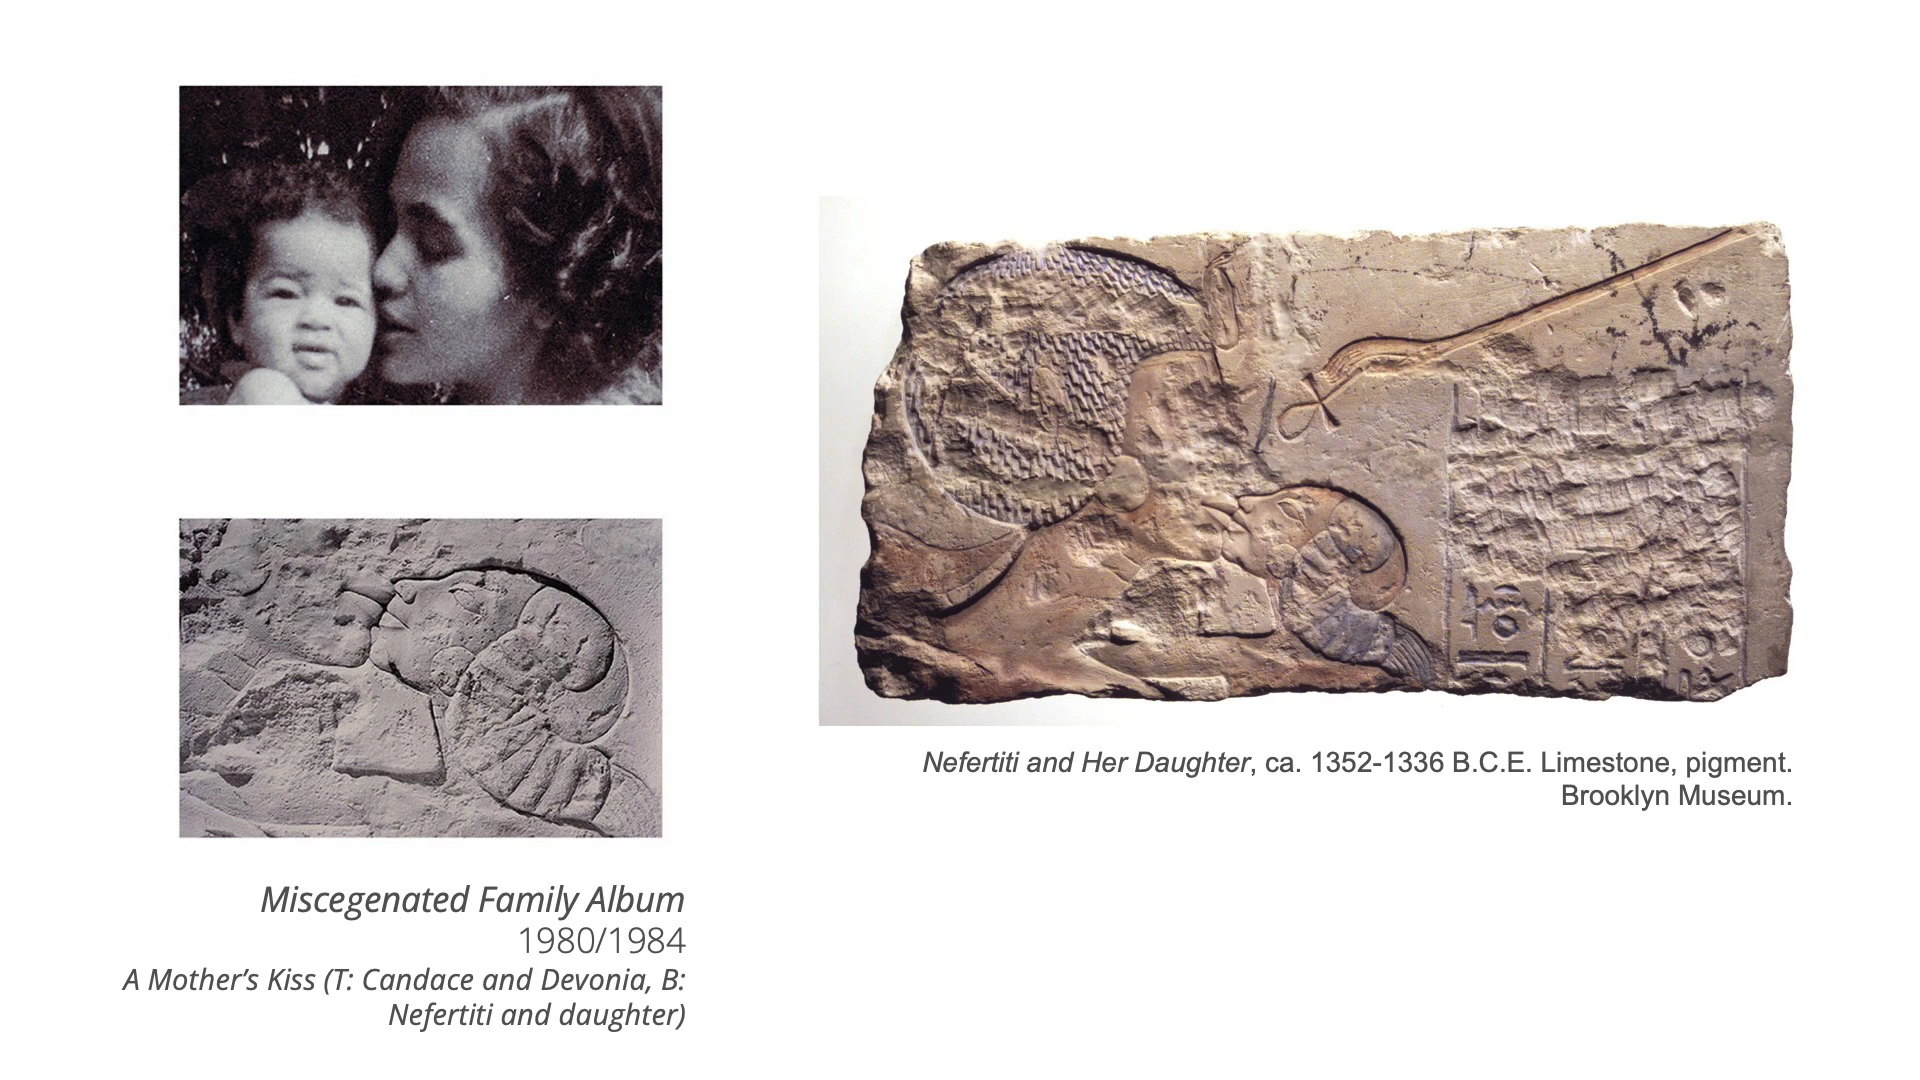 Miscegenated Family Album
1980/1984
A Mother’s Kiss (T: Candace and Devonia, B:
Nefertiti and daughter)
Nefertiti and Her Daughter, ca. 1352-1336 B.C.E. Limestone, pigment.
Brooklyn Museum.